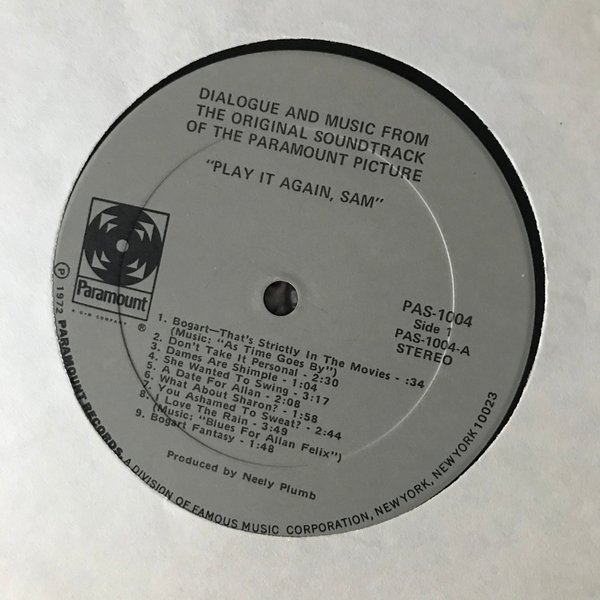 DIALOGUE AND MUSIC FROM
THE ORIGINAL SOUNDTRACK
OF THE PARAMOUNT PICTURE
"PLAY IT AGAIN, SAM"
Paramount®
A G+W COMPANY
PAS-1004
Side 1
PAS-1004-A
STEREO
1. Bogart—That's Strictly In The Movies - :34
(Music: "As Time Goes By")
2. Don't Take It Personal - 2:30
3. Dames Are Shimple - 1:04
4. She Wanted To Swing - 3:17
5. A Date For Allan - 2:08
6. What About Sharon? - 1:58
7. You Ashamed To Sweat? - 2:44
8. I Love The Rain - 3:49
(Music: "Blues For Allan Felix")
9. Bogart Fantasy - 1:48
Produced by Neely Plumb
℗ 1972 PARAMOUNT RECORDS-A DIVISION OF FAMOUS MUSIC CORPORATION, NEW YORK, NEW YORK 10023